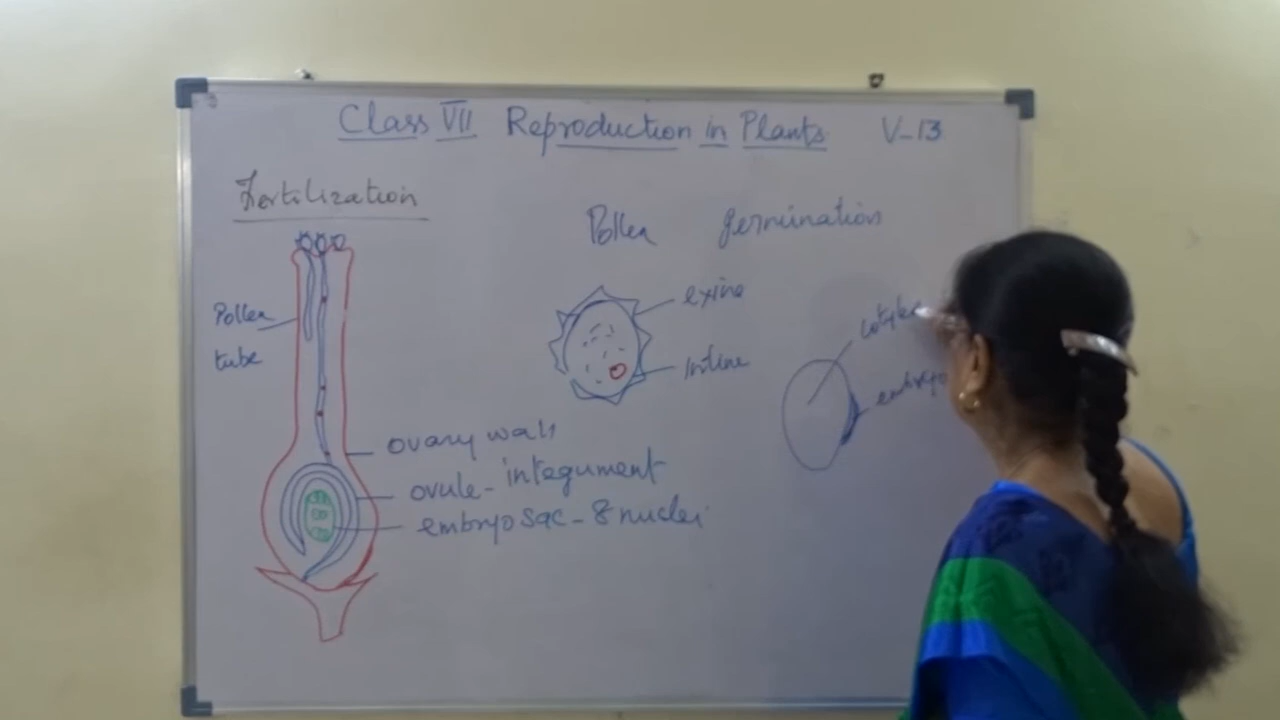 Class VII Reproduction in Plants V-13
Fertilization
Pollen germination
Pollen
tube
exine
Intine
embryo
ovary wall
ovule - integument
embryo sac - 8 nuclei